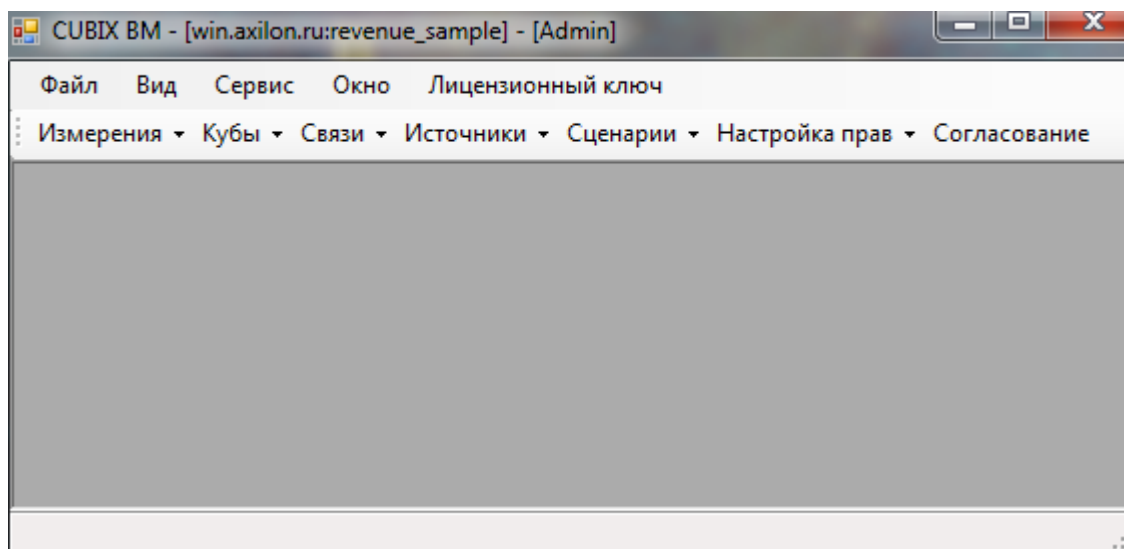 CUBIX BM - [win.axilon.ru:revenue_sample] - [Admin]
Файл Вид Сервис Окно Лицензионный ключ
Измерения Кубы Связи Источники Сценарии Настройка прав Согласование